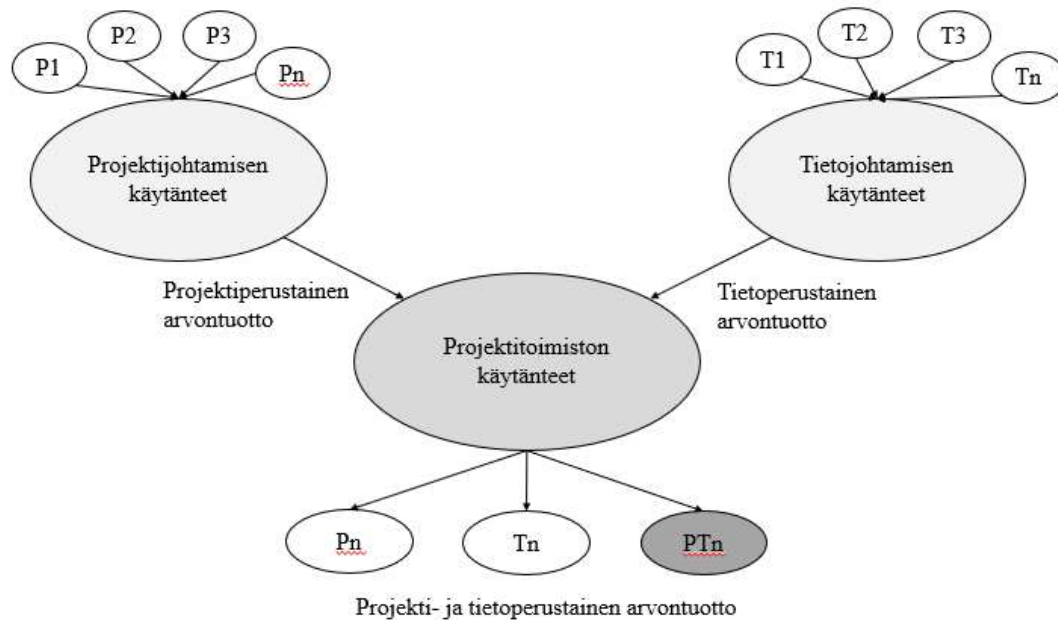 P1
P2
P3
Pn
T1
T2
T3
Tn
Projektijohtamisen
käytänteet
Tietojohtamisen
käytänteet
Projektiperustainen
arvontuotto
Tietoperustainen
arvontuotto
Projektitoimiston
käytänteet
Pn
Tn
PTn
Projekti- ja tietoperustainen arvontuotto